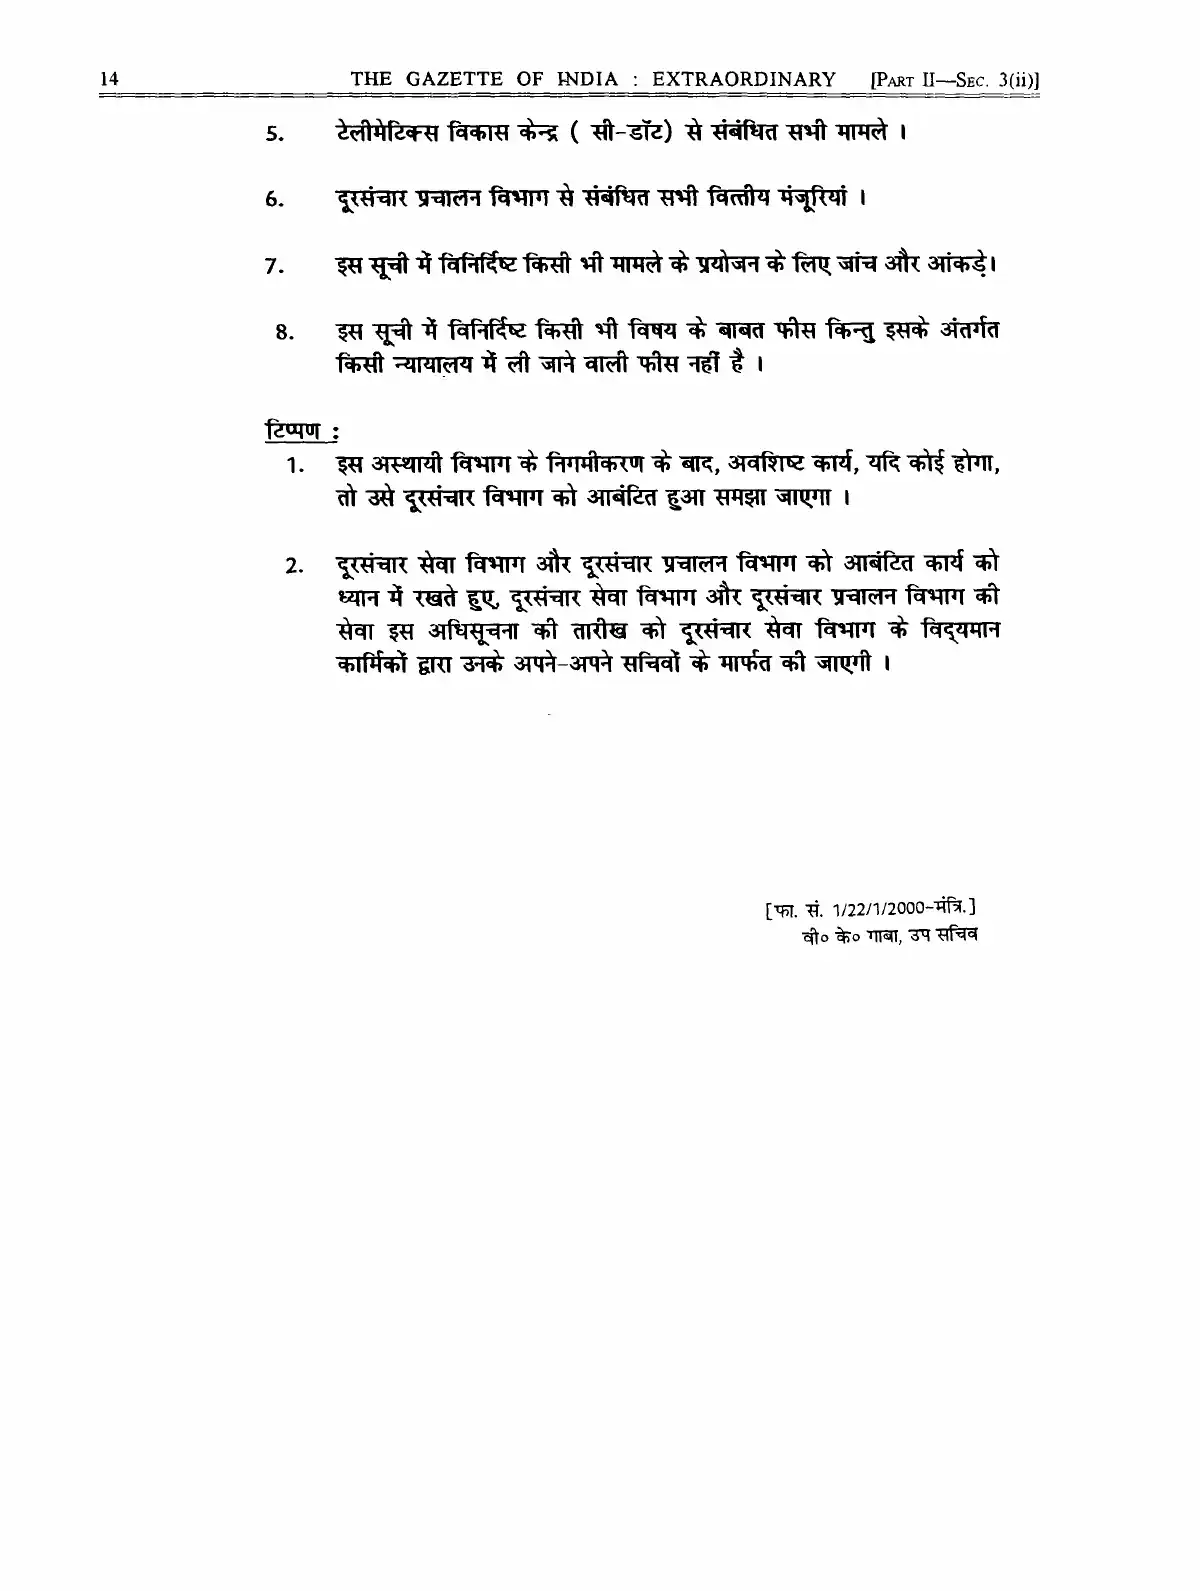 14 THE GAZETTE OF INDIA : EXTRAORDINARY [PART II—SEC. 3(ii)]
5. टेलीमेटिक्स विकास केन्द्र ( सी-डॉट) से संबंधित सभी मामले ।
6. दूरसंचार प्रचालन विभाग से संबंधित सभी वित्तीय मंजूरियां ।
7. इस सूची में विनिर्दिष्ट किसी भी मामले के प्रयोजन के लिए जांच और आंकड़े।
8. इस सूची में विनिर्दिष्ट किसी भी विषय के बाबत फीस किन्तु इसके अंतर्गत
किसी न्यायालय में ली जाने वाली फीस नहीं है ।
टिप्पण :
1. इस अस्थायी विभाग के निगमीकरण के बाद, अवशिष्ट कार्य, यदि कोई होगा,
तो उसे दूरसंचार विभाग को आबंटित हुआ समझा जाएगा ।
2. दूरसंचार सेवा विभाग और दूरसंचार प्रचालन विभाग को आबंटित कार्य को
ध्यान में रखते हुए, दूरसंचार सेवा विभाग और दूरसंचार प्रचालन विभाग की
सेवा इस अधिसूचना की तारीख को दूरसंचार सेवा विभाग के विद्यमान
कार्मिकों द्वारा उनके अपने-अपने सचिवों के मार्फत की जाएगी ।
[फा. सं. 1/22/1/2000-मंत्रि.]
वी० के० गाबा, उप सचिव